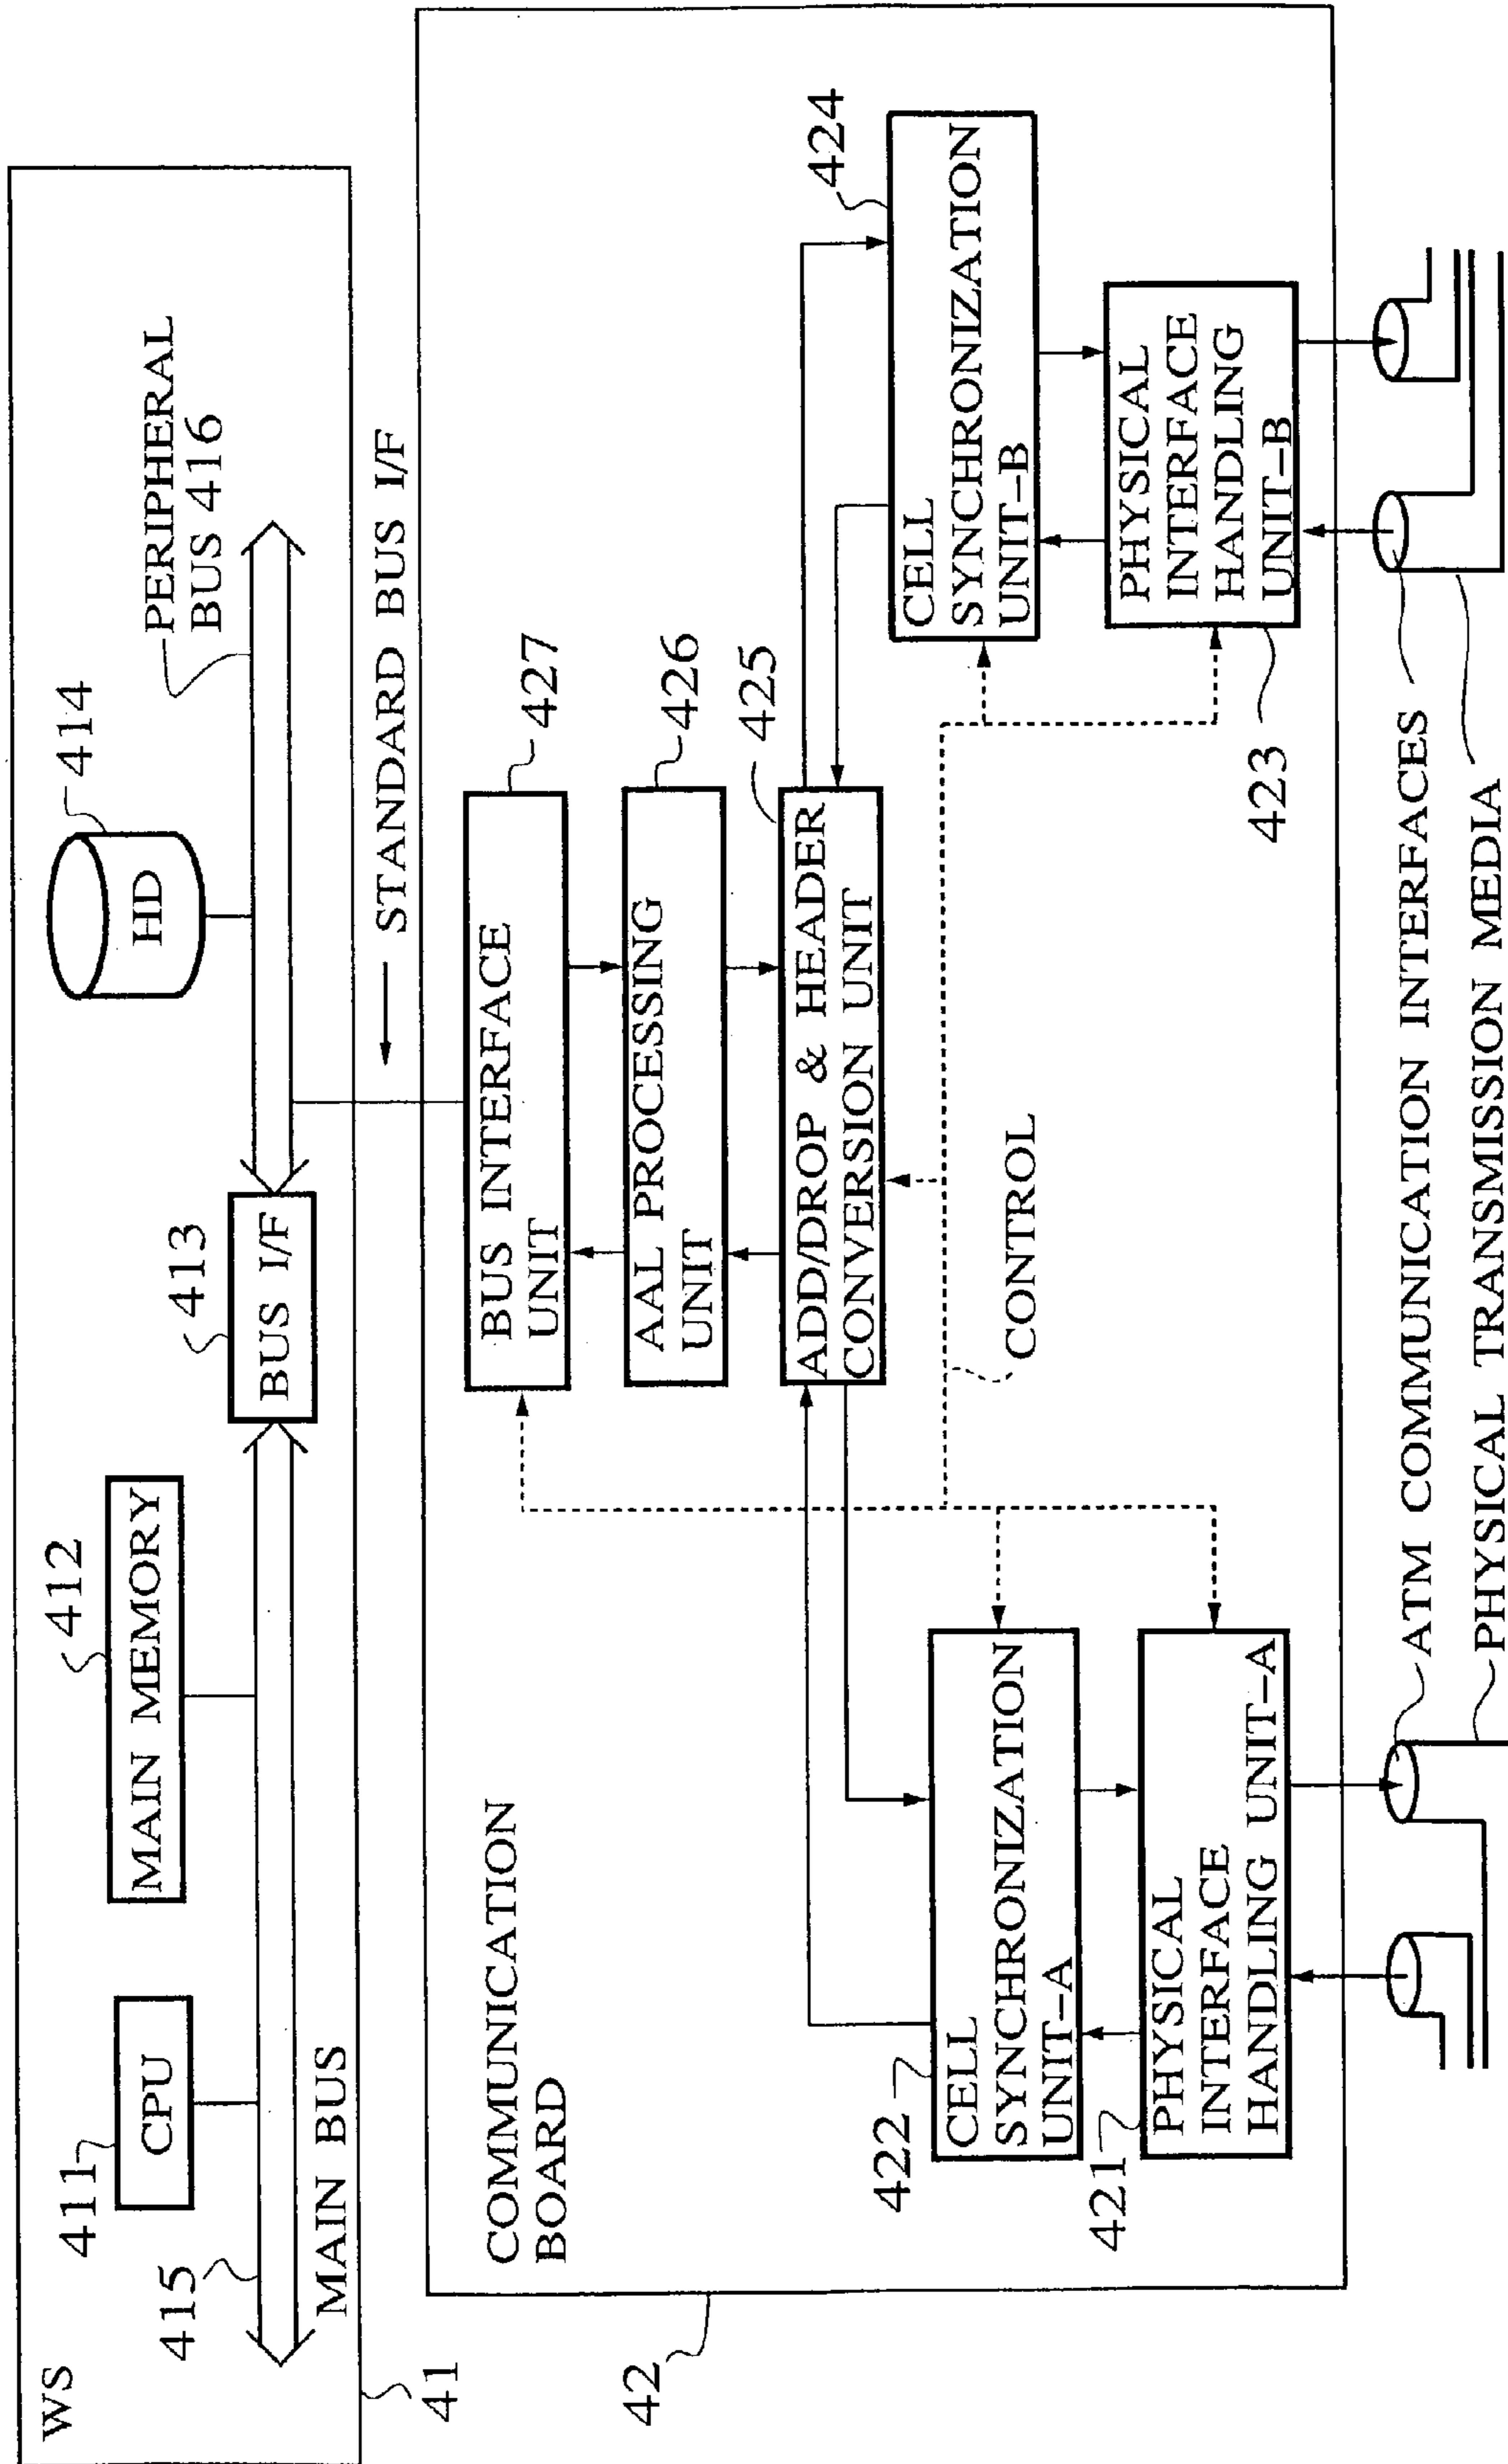 WS
411
CPU
412
MAIN MEMORY
413
BUS I/F
414
HD
PERIPHERAL
BUS 416
415
MAIN BUS
41
STANDARD BUS I/F
COMMUNICATION
BOARD
42
BUS INTERFACE
UNIT
427
AAL PROCESSING
UNIT
426
ADD/DROP & HEADER
CONVERSION UNIT
425
CONTROL
422
CELL
SYNCHRONIZATION
UNIT–A
421
PHYSICAL
INTERFACE
HANDLING UNIT–A
424
CELL
SYNCHRONIZATION
UNIT–B
423
PHYSICAL
INTERFACE
HANDLING
UNIT–B
ATM COMMUNICATION INTERFACES
PHYSICAL TRANSMISSION MEDIA